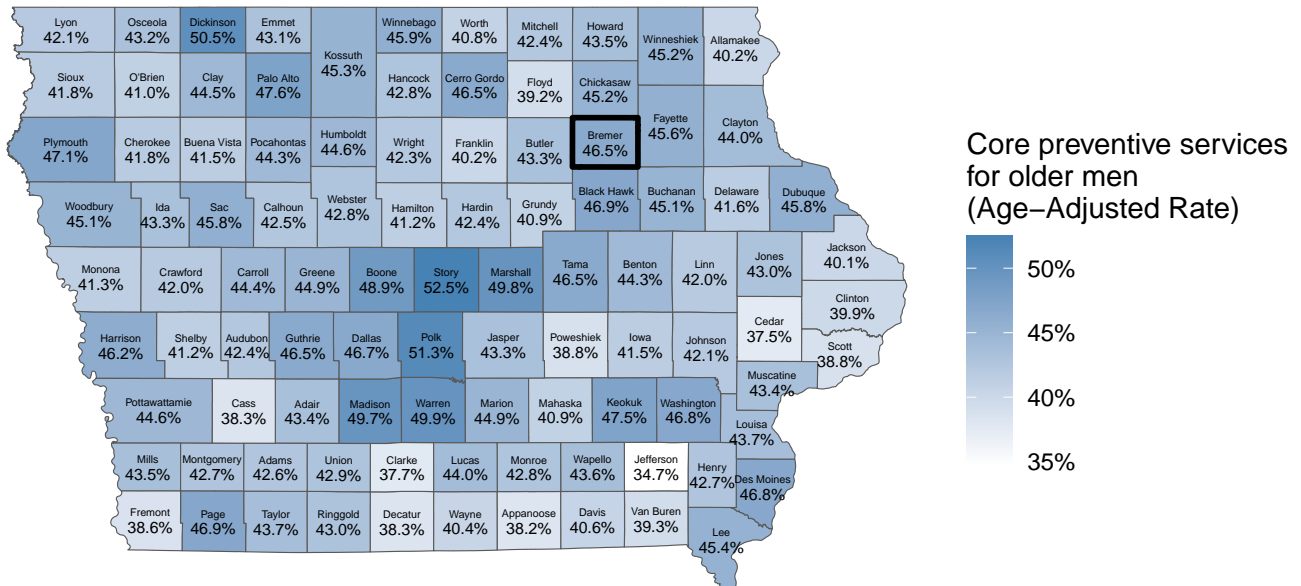 Lyon
42.1%
Osceola
43.2%
Dickinson
50.5%
Emmet
43.1%
Kossuth
45.3%
Winnebago
45.9%
Worth
40.8%
Mitchell
42.4%
Howard
43.5%
Winneshiek
45.2%
Allamakee
40.2%
Sioux
41.8%
O'Brien
41.0%
Clay
44.5%
Palo Alto
47.6%
Hancock
42.8%
Cerro Gordo
46.5%
Floyd
39.2%
Chickasaw
45.2%
Plymouth
47.1%
Cherokee
41.8%
Buena Vista
41.5%
Pocahontas
44.3%
Humboldt
44.6%
Wright
42.3%
Franklin
40.2%
Butler
43.3%
Bremer
46.5%
Fayette
45.6%
Clayton
44.0%
Woodbury
45.1%
Ida
43.3%
Sac
45.8%
Calhoun
42.5%
Webster
42.8%
Hamilton
41.2%
Hardin
42.4%
Grundy
40.9%
Black Hawk
46.9%
Buchanan
45.1%
Delaware
41.6%
Dubuque
45.8%
Monona
41.3%
Crawford
42.0%
Carroll
44.4%
Greene
44.9%
Boone
48.9%
Story
52.5%
Marshall
49.8%
Tama
46.5%
Benton
44.3%
Linn
42.0%
Jones
43.0%
Jackson
40.1%
Clinton
39.9%
Harrison
46.2%
Shelby
41.2%
Audubon
42.4%
Guthrie
46.5%
Dallas
46.7%
Polk
51.3%
Jasper
43.3%
Poweshiek
38.8%
Iowa
41.5%
Johnson
42.1%
Cedar
37.5%
Scott
38.8%
Muscatine
43.4%
Pottawattamie
44.6%
Cass
38.3%
Adair
43.4%
Madison
49.7%
Warren
49.9%
Marion
44.9%
Mahaska
40.9%
Keokuk
47.5%
Washington
46.8%
Louisa
43.7%
Mills
43.5%
Montgomery
42.7%
Adams
42.6%
Union
42.9%
Clarke
37.7%
Lucas
44.0%
Monroe
42.8%
Wapello
43.6%
Jefferson
34.7%
Henry
42.7%
Des Moines
46.8%
Fremont
38.6%
Page
46.9%
Taylor
43.7%
Ringgold
43.0%
Decatur
38.3%
Wayne
40.4%
Appanoose
38.2%
Davis
40.6%
Van Buren
39.3%
Lee
45.4%
Core preventive services
for older men
(Age−Adjusted Rate)
50%
45%
40%
35%